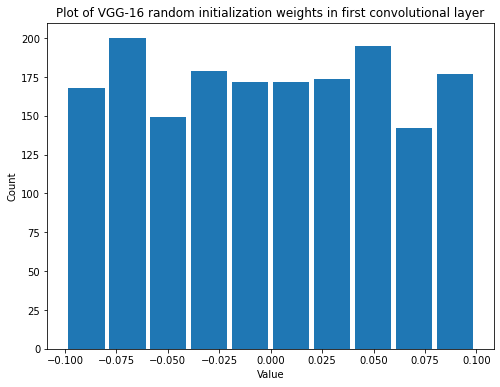 Plot of VGG-16 random initialization weights in first convolutional layer
200
175
150
125
100
75
50
25
0
Count
−0.100 −0.075 −0.050 −0.025 0.000 0.025 0.050 0.075 0.100
Value